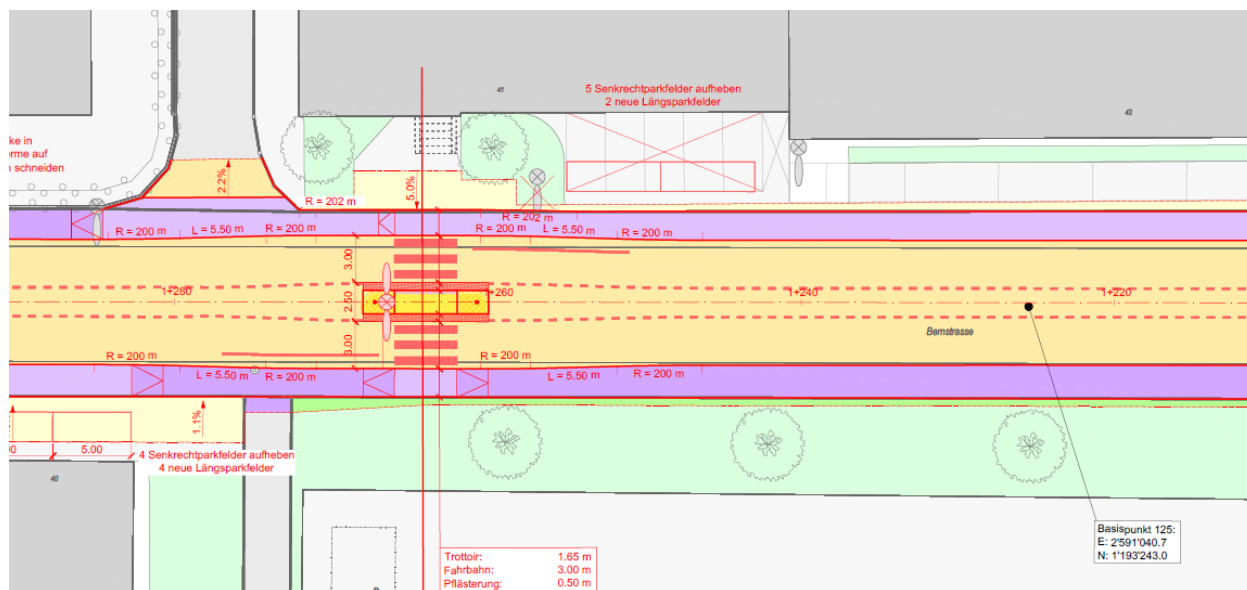 41
5 Senkrechtparkfelder aufheben
2 neue Längsparkfelder
43
ke in
erme auf
n schneiden
2.2%
5.0%
R = 202 m
R = 202 m
R = 200 m
L = 5.50 m
R = 200 m
R = 200 m
L = 5.50 m
R = 200 m
3.00
1+280
2.50
+260
1+240
1+220
Bernstrasse
3.00
R = 200 m
R = 200 m
L = 5.50 m
R = 200 m
L = 5.50 m
R = 200 m
1.1%
00
5.00
4 Senkrechtparkfelder aufheben
4 neue Längsparkfelder
40
Basispunkt 125:
E: 2'591'040.7
N: 1'193'243.0
Trottoir: 1.65 m
Fahrbahn: 3.00 m
Pflästerung: 0.50 m